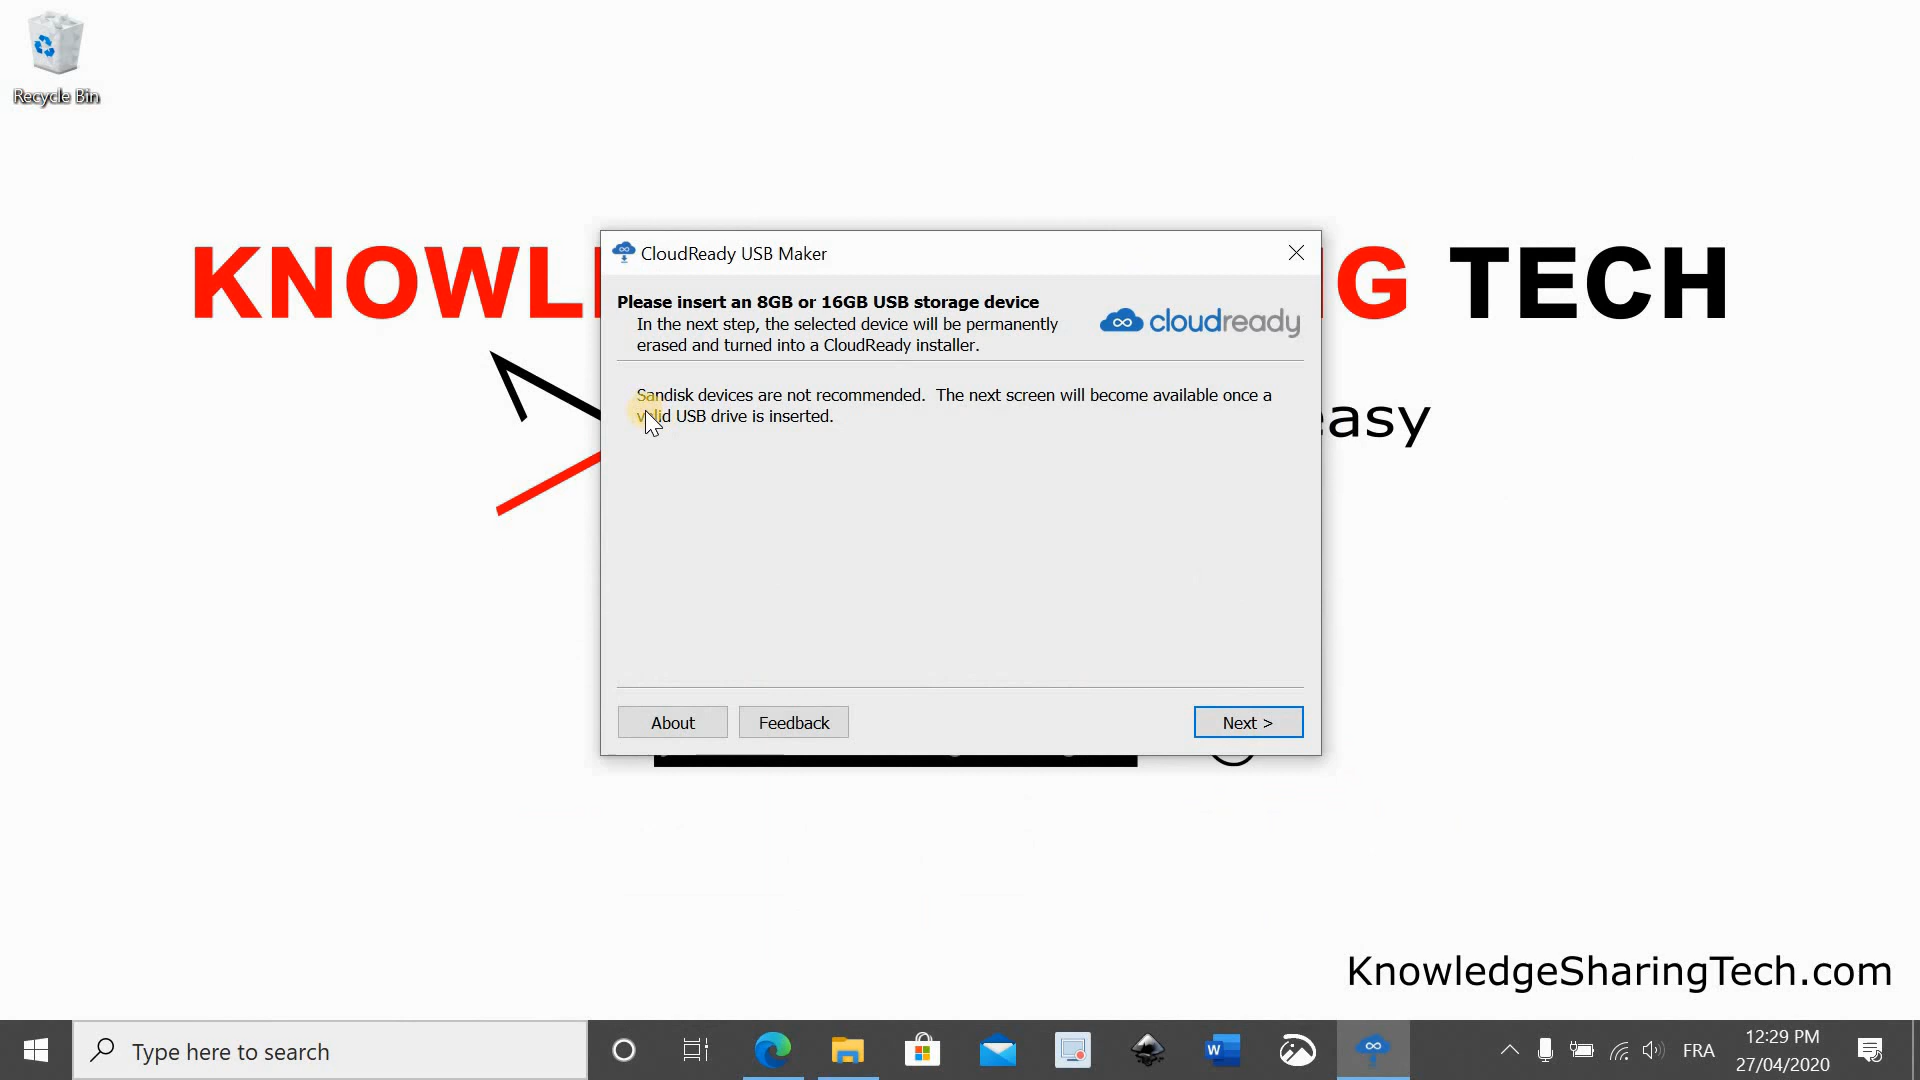 Recycle Bin
KNOWL
G TECH
CloudReady USB Maker
Please insert an 8GB or 16GB USB storage device
In the next step, the selected device will be permanently
erased and turned into a CloudReady installer.
cloudready
Sandisk devices are not recommended.  The next screen will become available once a
valid USB drive is inserted.
easy
About
Feedback
Next >
KnowledgeSharingTech.com
Type here to search
W
FRA
12:29 PM
27/04/2020